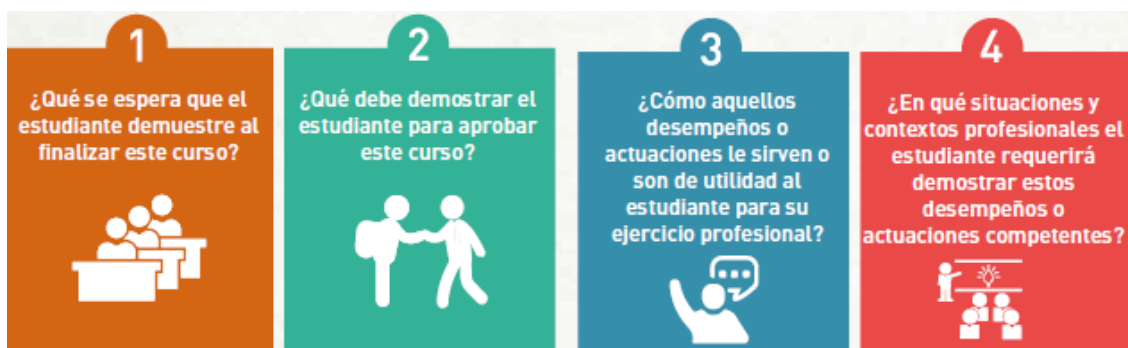 1
¿Qué se espera que el
estudiante demuestre al
finalizar este curso?
2
¿Qué debe demostrar el
estudiante para aprobar
este curso?
3
¿Cómo aquellos
desempeños o
actuaciones le sirven o
son de utilidad al
estudiante para su
ejercicio profesional?
4
¿En qué situaciones y
contextos profesionales el
estudiante requerirá
demostrar estos
desempeños o
actuaciones competentes?